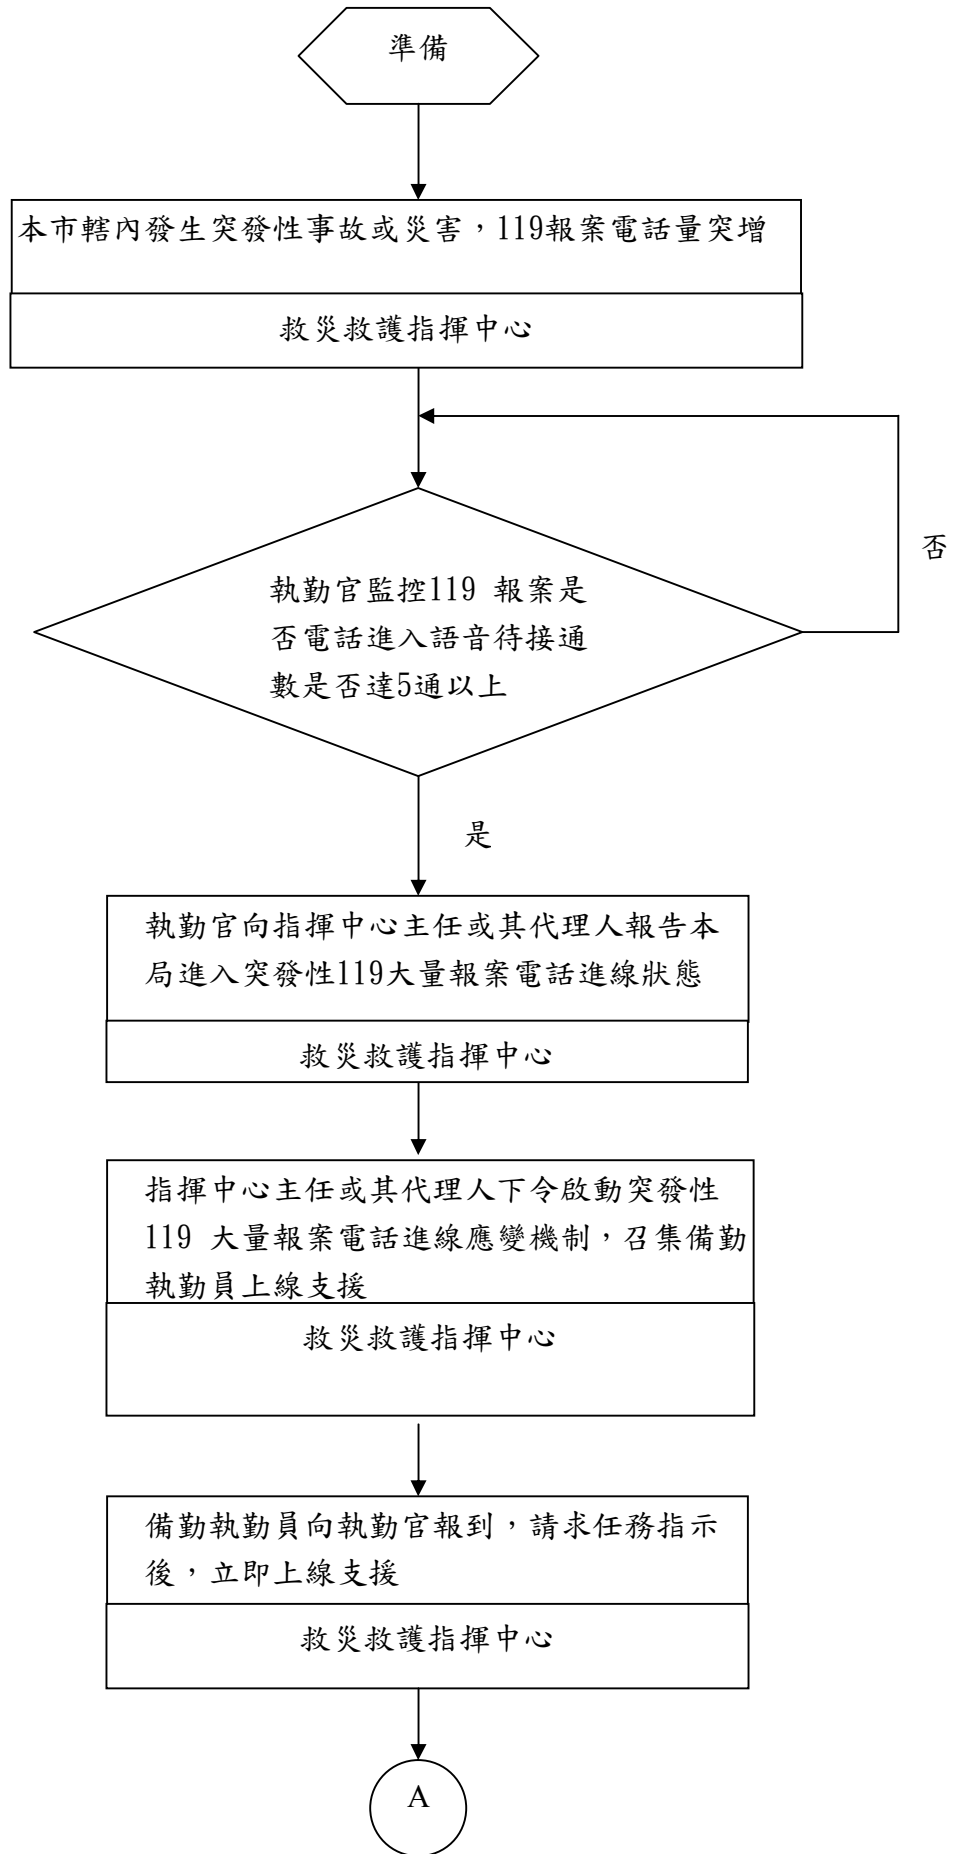 準備
本市轄內發生突發性事故或災害，119報案電話量突增
救災救護指揮中心
否
執勤官監控119 報案是
否電話進入語音待接通
數是否達5通以上
是
執勤官向指揮中心主任或其代理人報告本
局進入突發性119大量報案電話進線狀態
救災救護指揮中心
指揮中心主任或其代理人下令啟動突發性
119 大量報案電話進線應變機制，召集備勤
執勤員上線支援
救災救護指揮中心
備勤執勤員向執勤官報到，請求任務指示
後，立即上線支援
救災救護指揮中心
A